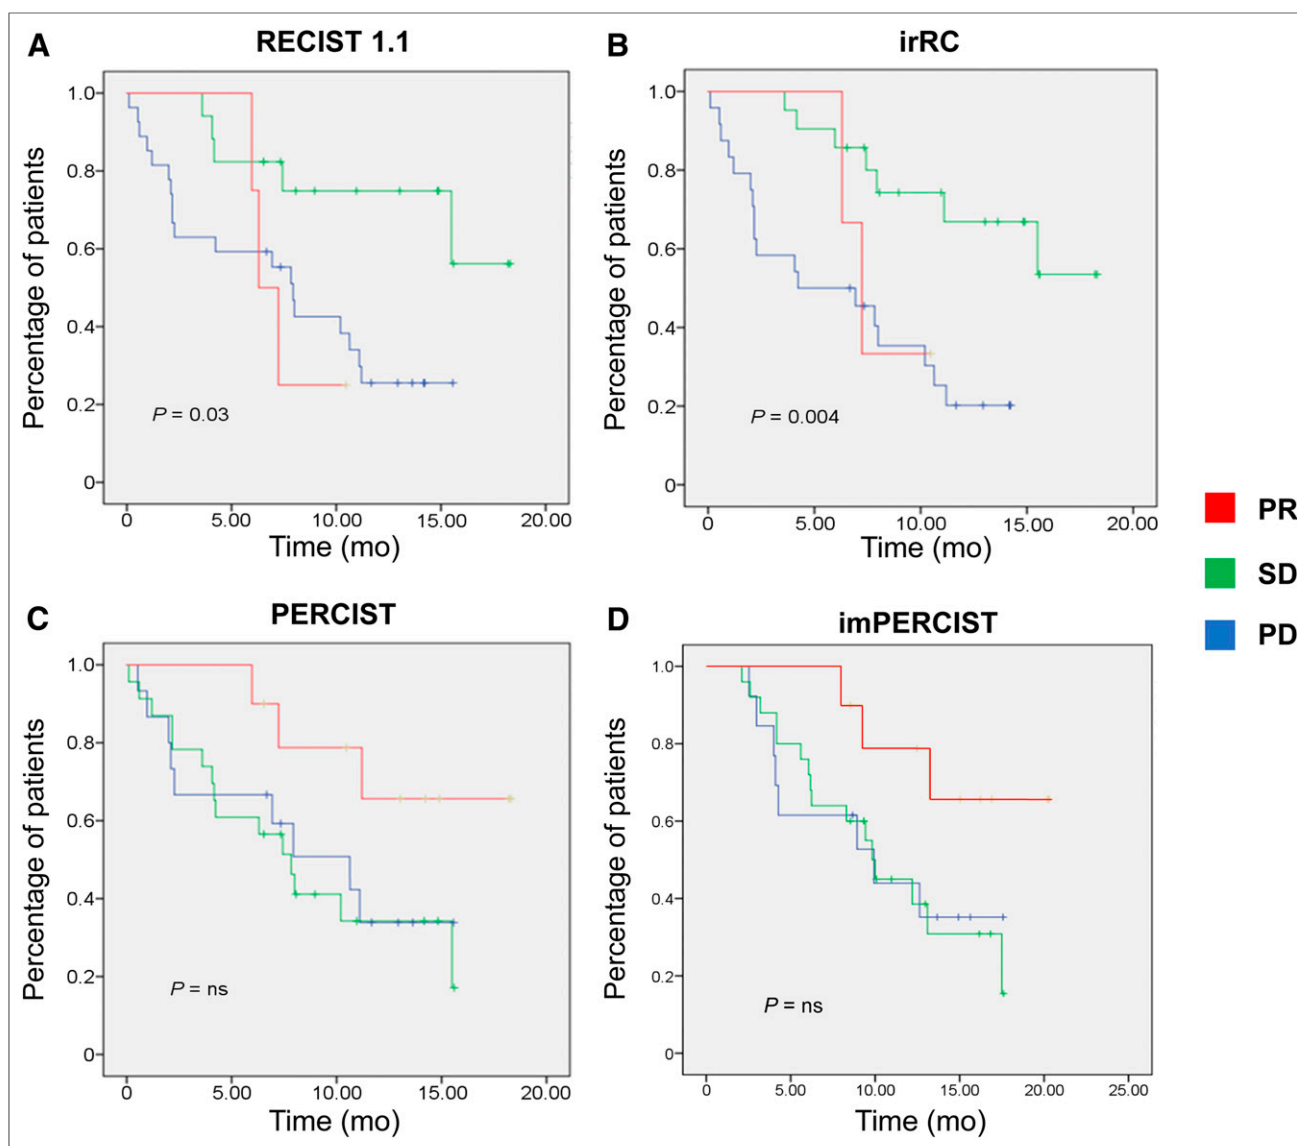 A
RECIST 1.1
Percentage of patients
1.0
0.8
0.6
0.4
0.2
0
P = 0.03
0
5.00
10.00
15.00
20.00
Time (mo)
B
irRC
Percentage of patients
1.0
0.8
0.6
0.4
0.2
0
P = 0.004
0
5.00
10.00
15.00
20.00
Time (mo)
PR
SD
PD
C
PERCIST
Percentage of patients
1.0
0.8
0.6
0.4
0.2
0
P = ns
0
5.00
10.00
15.00
20.00
Time (mo)
D
imPERCIST
Percentage of patients
1.0
0.8
0.6
0.4
0.2
0
P = ns
0
5.00
10.00
15.00
20.00
25.00
Time (mo)